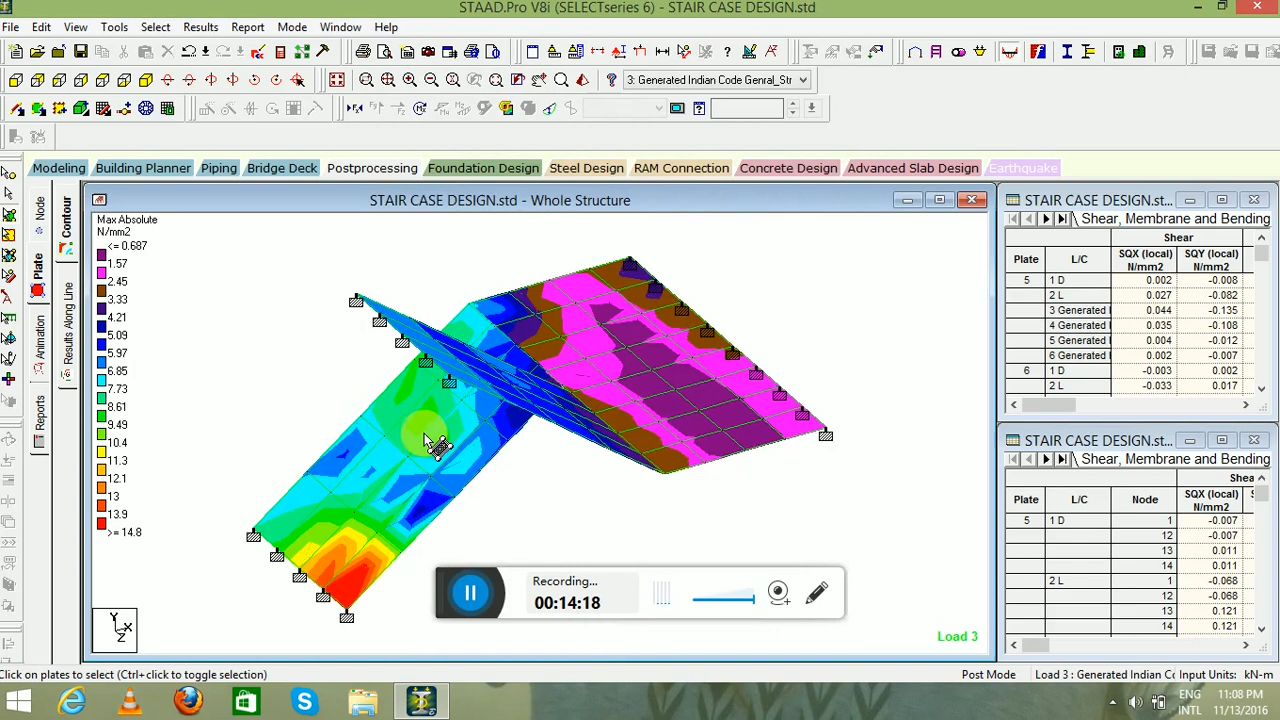 STAAD.Pro V8i (SELECTseries 6) - STAIR CASE DESIGN.std
File Edit View Tools Select Results Report Mode Window Help
3: Generated Indian Code Genral_Str
Modeling Building Planner Piping Bridge Deck Postprocessing Foundation Design Steel Design RAM Connection Concrete Design Advanced Slab Design Earthquake
Node
Plate
Animation
Reports
Contour
Results Along Line
STAIR CASE DESIGN.std - Whole Structure
Max Absolute
N/mm2
<= 0.687
1.57
2.45
3.33
4.21
5.09
5.97
6.85
7.73
8.61
9.49
10.4
11.3
12.1
13
13.9
>= 14.8
Y
X
Z
Load 3
Recording...
00:14:18
STAIR CASE DESIGN.st...
Shear, Membrane and Bending
Shear
Plate L/C SQX (local) N/mm2 SQY (local) N/mm2
5 1 D 0.002 -0.008
2 L 0.027 -0.082
3 Generated I 0.044 -0.135
4 Generated I 0.035 -0.108
5 Generated I 0.004 -0.012
6 Generated I 0.002 -0.007
6 1 D -0.003 0.002
2 L -0.033 0.017
STAIR CASE DESIGN.st...
Shear, Membrane and Bending
Shea
Plate L/C Node SQX (local) N/mm2 SQY N/
5 1 D 1 -0.007
12 -0.007
13 0.011
14 0.011
2 L 1 -0.068
12 -0.068
13 0.121
14 0.121
Click on plates to select (Ctrl+click to toggle selection)
Post Mode
Load 3 : Generated Indian Cc
Input Units: kN-m
ENG
INTL
11:08 PM
11/13/2016